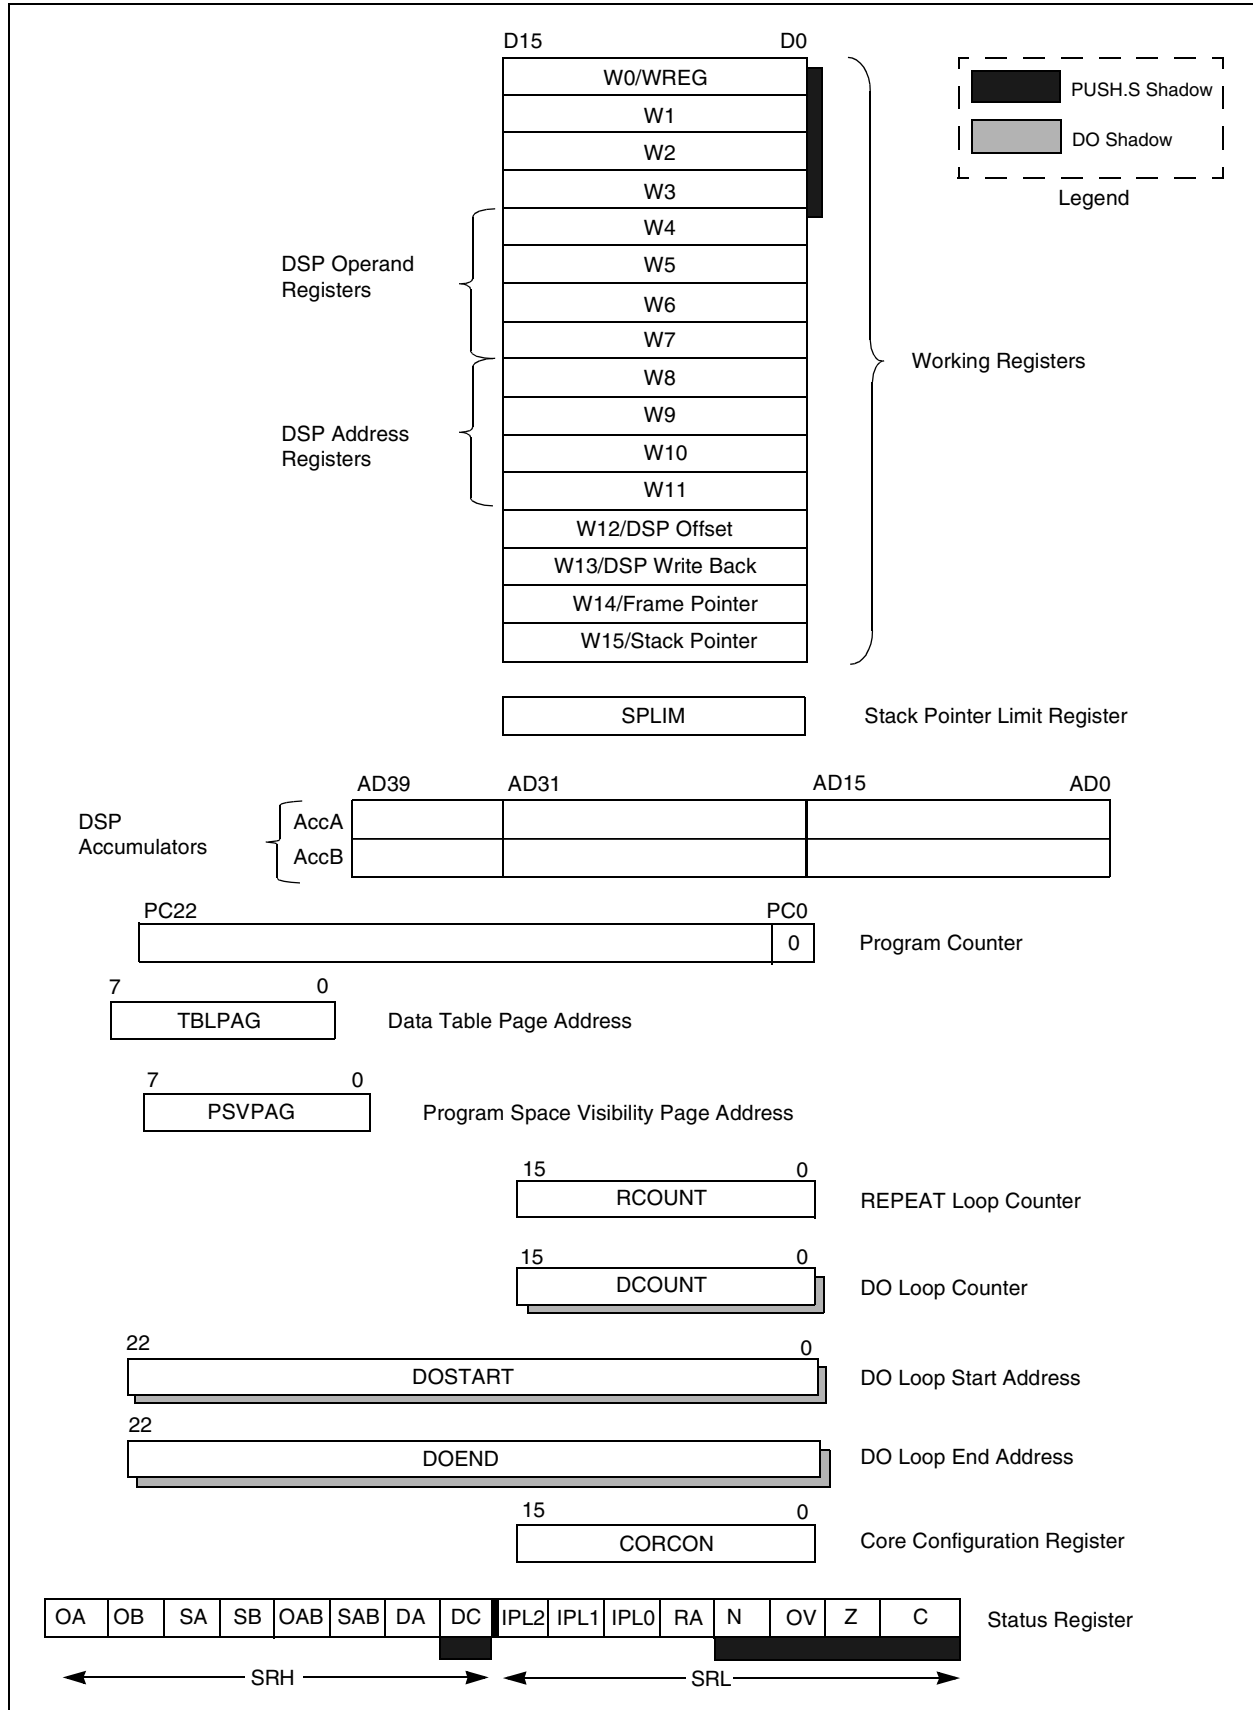 D15 D0
W0/WREG
W1
W2
W3
W4
W5
W6
W7
W8
W9
W10
W11
W12/DSP Offset
W13/DSP Write Back
W14/Frame Pointer
W15/Stack Pointer
PUSH.S Shadow
DO Shadow
Legend
DSP Operand
Registers
DSP Address
Registers
Working Registers
SPLIM Stack Pointer Limit Register
AD39 AD31 AD15 AD0
DSP
Accumulators
AccA
AccB
PC22 PC0
0 Program Counter
7 0
TBLPAG Data Table Page Address
7 0
PSVPAG Program Space Visibility Page Address
15 0
RCOUNT REPEAT Loop Counter
15 0
DCOUNT DO Loop Counter
22 0
DOSTART DO Loop Start Address
22
DOEND DO Loop End Address
15 0
CORCON Core Configuration Register
OA OB SA SB OAB SAB DA DC IPL2 IPL1 IPL0 RA N OV Z C Status Register
SRH SRL